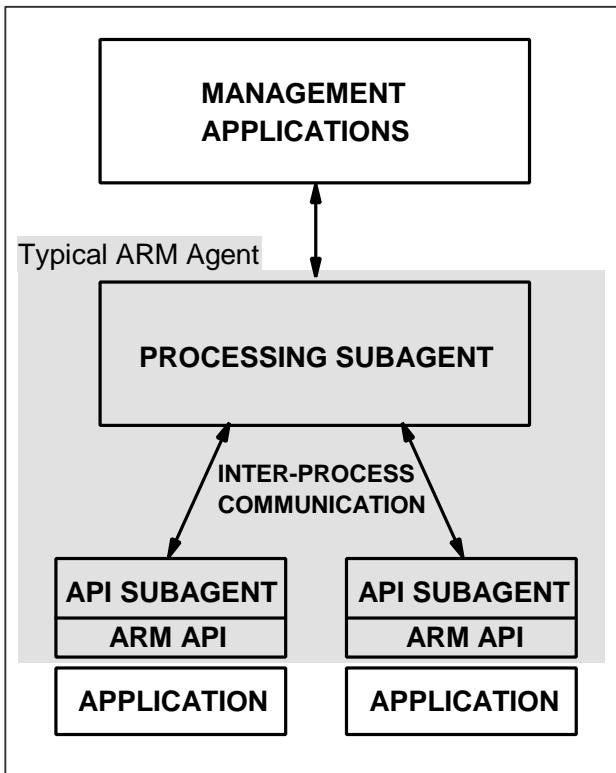 MANAGEMENT
APPLICATIONS
Typical ARM Agent
PROCESSING SUBAGENT
INTER-PROCESS
COMMUNICATION
API SUBAGENT
ARM API
APPLICATION
API SUBAGENT
ARM API
APPLICATION